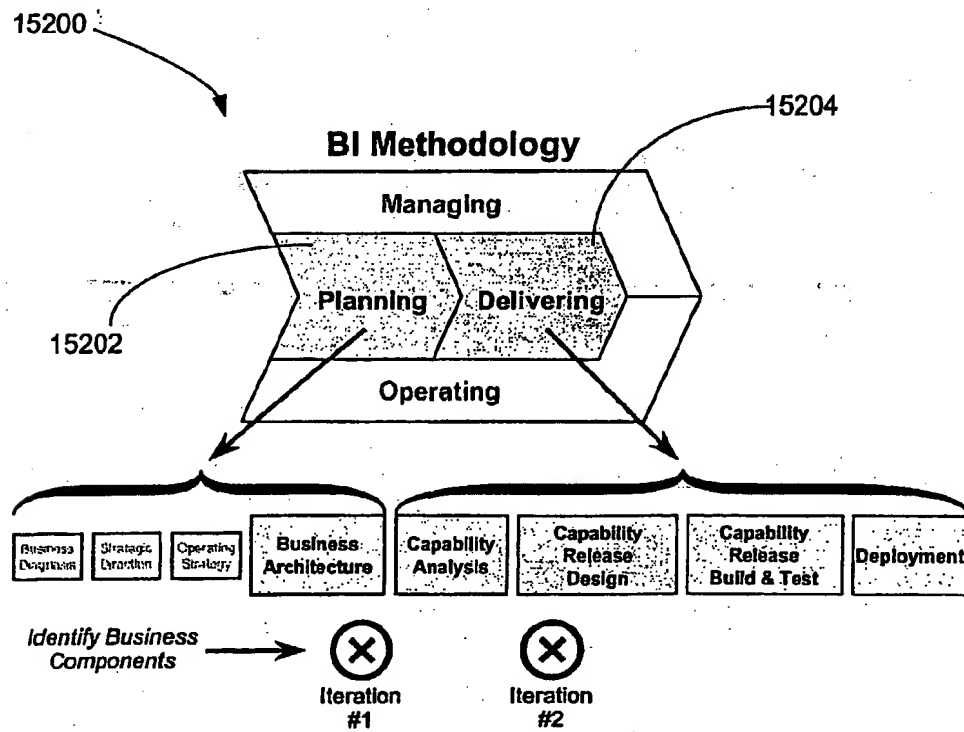 15200
15204
BI Methodology
Managing
Planning
Delivering
15202
Operating
Business
Diagnosis
Strategic
Direction
Operating
Strategy
Business
Architecture
Capability
Analysis
Capability
Release
Design
Capability
Release
Build & Test
Deployment
Identify Business
Components
Iteration
#1
Iteration
#2